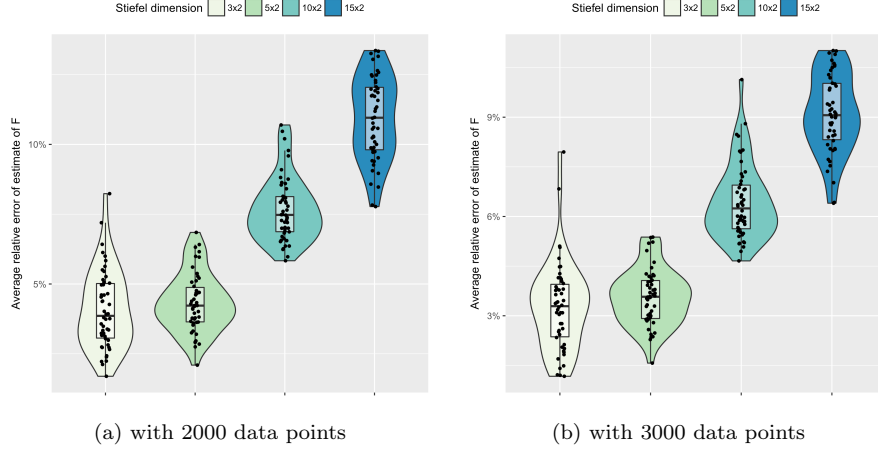 Stiefel dimension 3x2 5x2 10x2 15x2
Average relative error of estimate of F
10%
5%
(a) with 2000 data points
Stiefel dimension 3x2 5x2 10x2 15x2
Average relative error of estimate of F
9%
6%
3%
(b) with 3000 data points